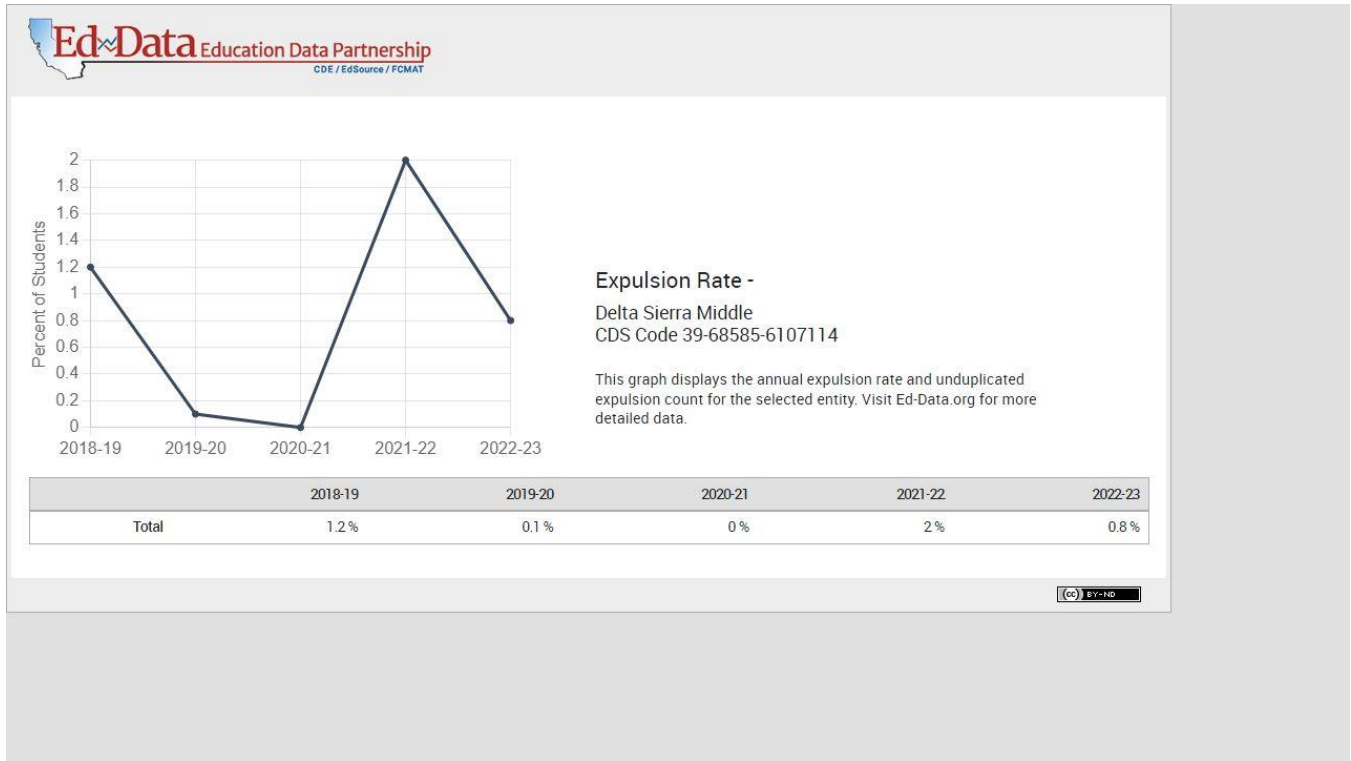 Ed Data Education Data Partnership
CDE / EdSource / FCMAT
2
1.8
1.6
1.4
1.2
1
0.8
0.6
0.4
0.2
0
Percent of Students
2018-19 2019-20 2020-21 2021-22 2022-23
Expulsion Rate -
Delta Sierra Middle
CDS Code 39-68585-6107114
This graph displays the annual expulsion rate and unduplicated
expulsion count for the selected entity. Visit Ed-Data.org for more
detailed data.
2018-19 2019-20 2020-21 2021-22 2022-23
Total 1.2 % 0.1 % 0 % 2 % 0.8 %
(cc) BY-ND